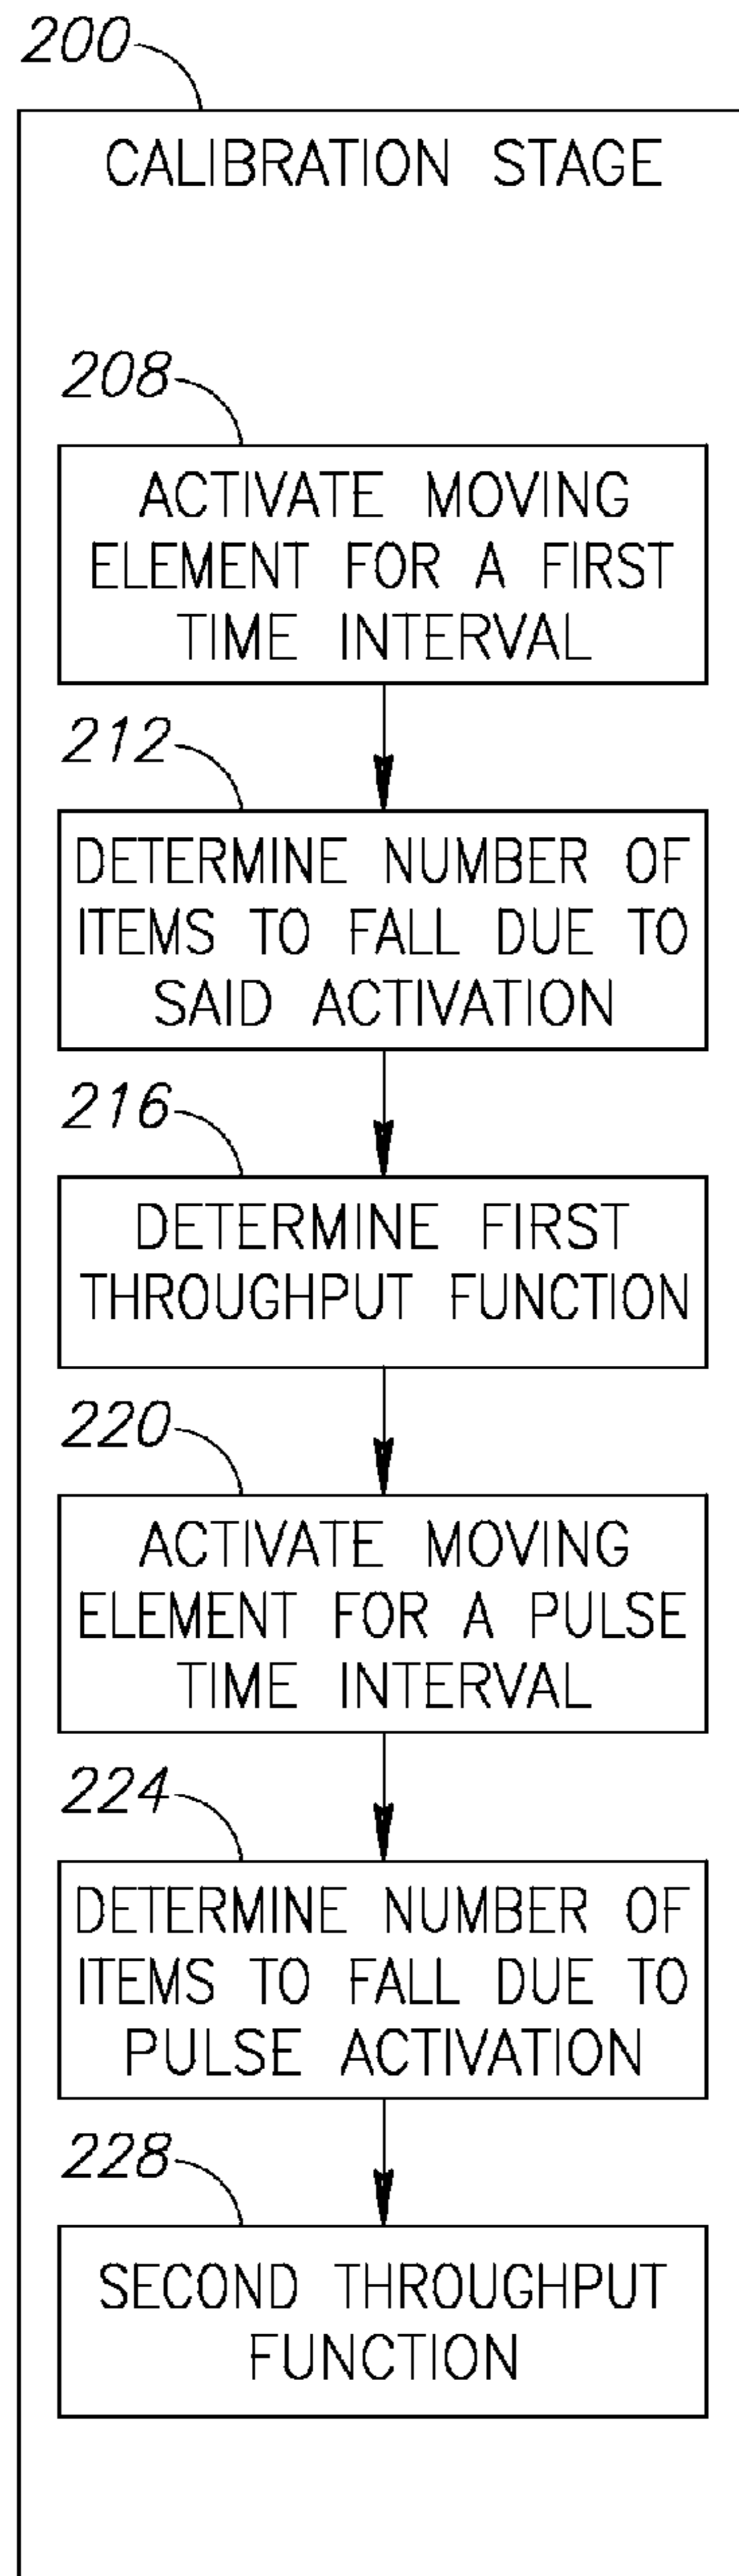 200
CALIBRATION STAGE
208
ACTIVATE MOVING
ELEMENT FOR A FIRST
TIME INTERVAL
212
DETERMINE NUMBER OF
ITEMS TO FALL DUE TO
SAID ACTIVATION
216
DETERMINE FIRST
THROUGHPUT FUNCTION
220
ACTIVATE MOVING
ELEMENT FOR A PULSE
TIME INTERVAL
224
DETERMINE NUMBER OF
ITEMS TO FALL DUE TO
PULSE ACTIVATION
228
SECOND THROUGHPUT
FUNCTION